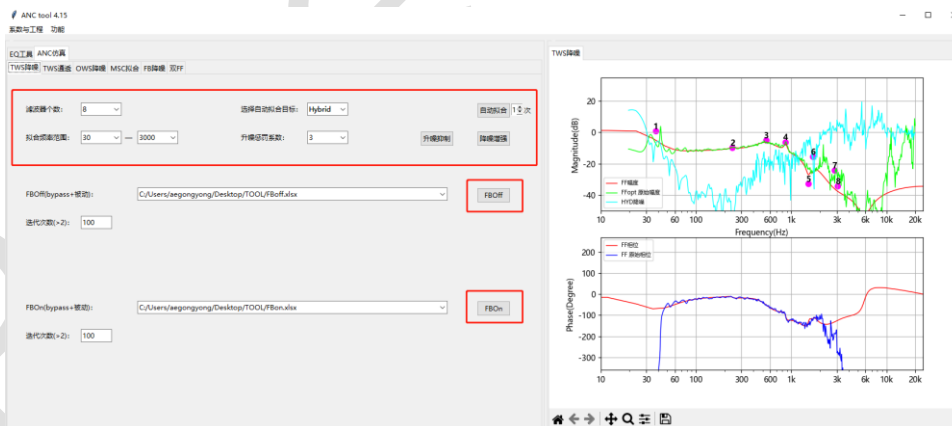 ANC tool 4.15
系数与工程 功能
EQ工具 ANC仿真
TWS降噪 TWS通透 OWS降噪 MSC拟合 FB降噪 双FF
滤波器个数: 8 选择自动拟合目标: Hybrid 自动拟合 1 次
拟合频率范围: 30 — 3000 升噪惩罚系数: 3 升噪抑制 降噪增强
FBOff(bypass+被动): C:/Users/aegongyong/Desktop/TOOL/FBoff.xlsx FBOff
迭代次数(>2): 100
FBOn(bypass+被动): C:/Users/aegongyong/Desktop/TOOL/FBon.xlsx FBOn
迭代次数(>2): 100
TWS降噪
Magnitude(dB)
20
0
-20
-40
1
2
3
4
5
6
7
8
FF幅度
FFopt 原始幅度
HYD降噪
10 30 60 100 300 600 1k 3k 6k 10k 20k
Frequency(Hz)
Phase(Degree)
200
100
0
-100
-200
-300
FF相位
FF 原始相位
10 30 60 100 300 600 1k 3k 6k 10k 20k